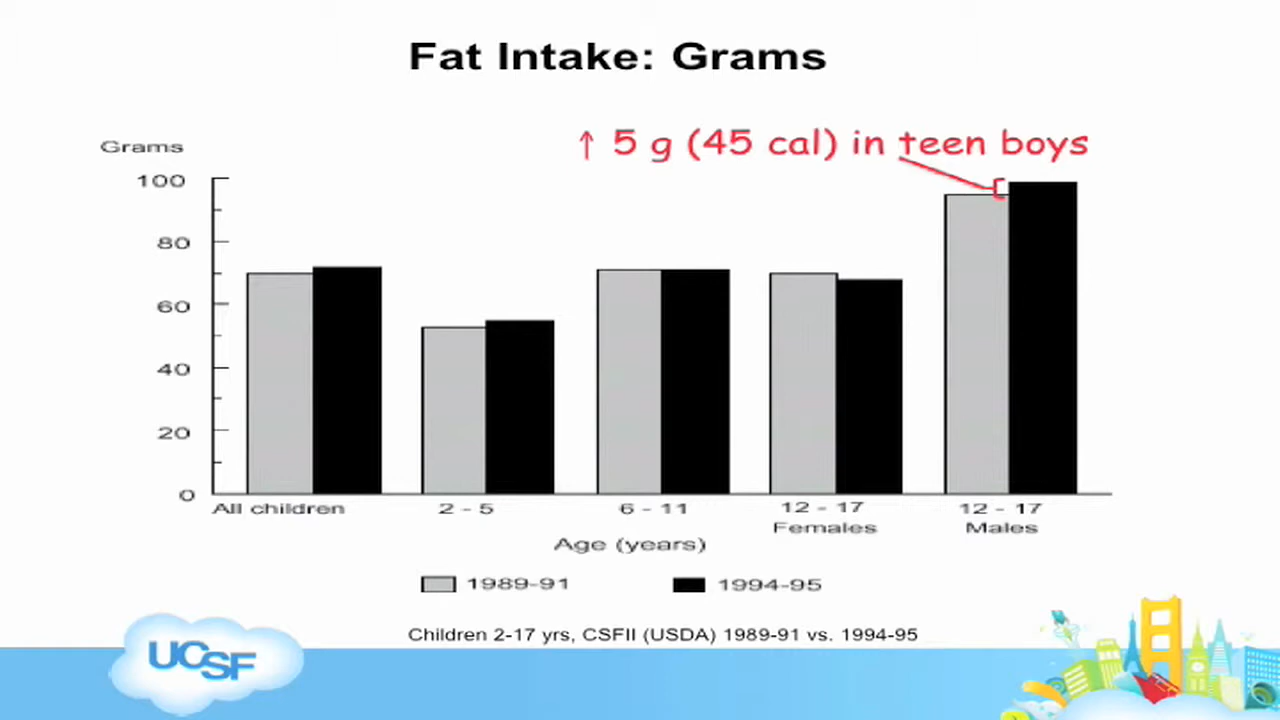 Fat Intake: Grams
↑ 5 g (45 cal) in teen boys
Grams
100
80
60
40
20
0
All children 2 - 5 6 - 11 12 - 17 12 - 17
Females Males
Age (years)
1989-91 1994-95
Children 2-17 yrs, CSFII (USDA) 1989-91 vs. 1994-95
UCSF